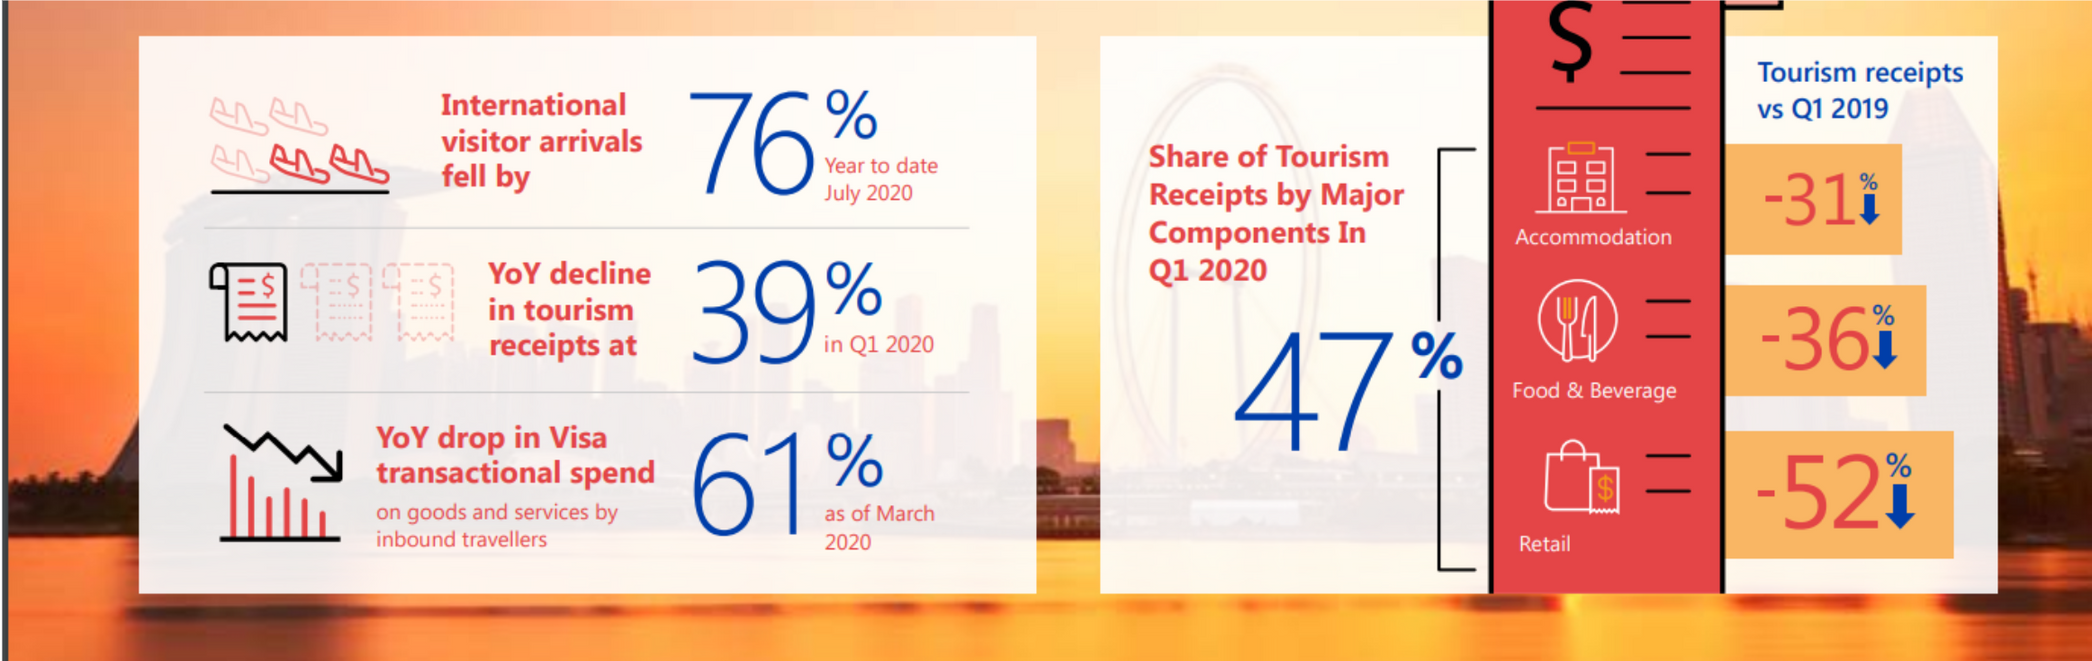 International
visitor arrivals
fell by
76%
Year to date
July 2020
$
YoY decline
in tourism
receipts at
39%
in Q1 2020
$
$
$
YoY drop in Visa
transactional spend
on goods and services by
inbound travellers
61%
as of March
2020
Share of Tourism
Receipts by Major
Components In
Q1 2020
47%
$
Accommodation
Food & Beverage
$
Retail
Tourism receipts
vs Q1 2019
-31%
-36%
-52%